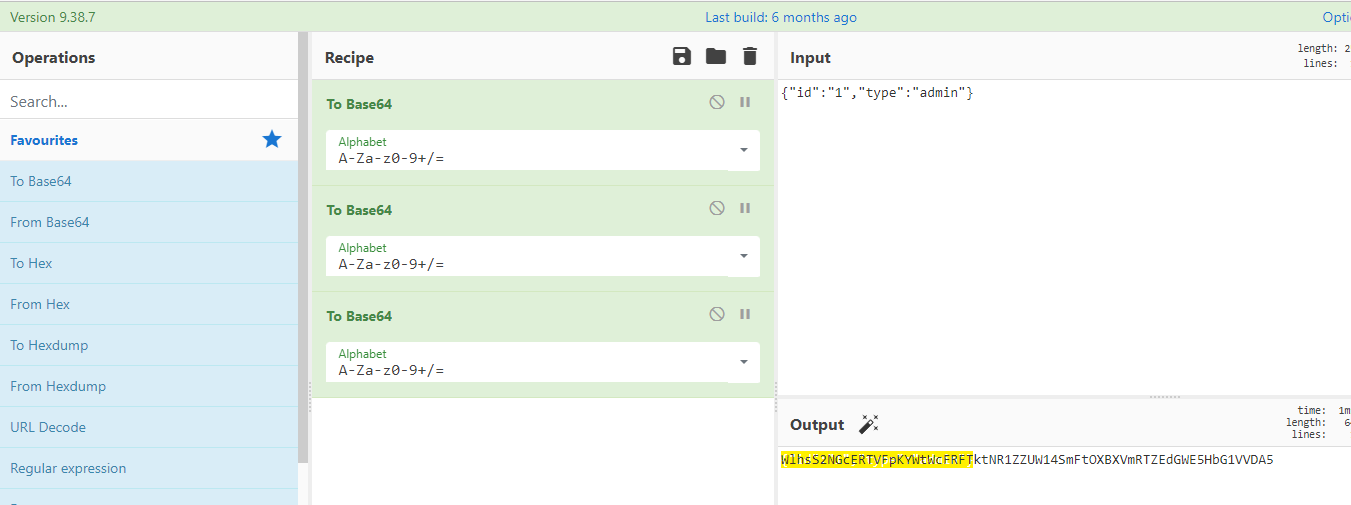 Version 9.38.7
Last build: 6 months ago
Opti
Operations
Recipe
Input
length: 2
lines:
Search...
Favourites
To Base64
From Base64
To Hex
From Hex
To Hexdump
From Hexdump
URL Decode
Regular expression
To Base64
Alphabet
A-Za-z0-9+/=
To Base64
Alphabet
A-Za-z0-9+/=
To Base64
Alphabet
A-Za-z0-9+/=
{"id":"1","type":"admin"}
Output
time: 1m
length: 6
lines:
WlhsS2NGcERTVFpKYWtWcFRFTktNR1ZZUW14SmFtOXBXVmRTZEdGWE5HbG1VVDA5